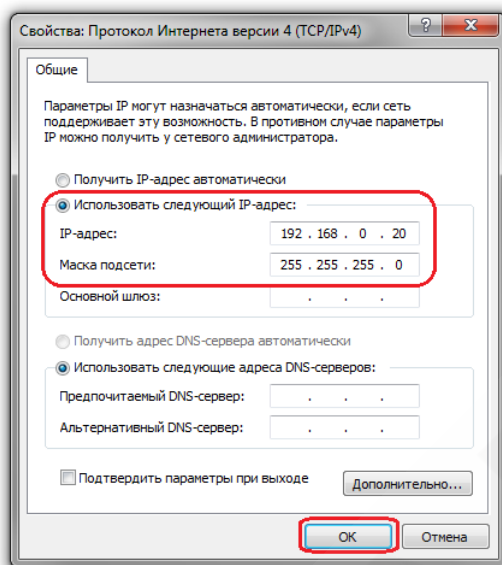 Свойства: Протокол Интернета версии 4 (TCP/IPv4)
Общие
Параметры IP могут назначаться автоматически, если сеть
поддерживает эту возможность. В противном случае параметры
IP можно получить у сетевого администратора.
Получить IP-адрес автоматически
Использовать следующий IP-адрес:
IP-адрес: 192 . 168 . 0 . 20
Маска подсети: 255 . 255 . 255 . 0
Основной шлюз: . . .
Получить адрес DNS-сервера автоматически
Использовать следующие адреса DNS-серверов:
Предпочитаемый DNS-сервер: . . .
Альтернативный DNS-сервер: . . .
Подтвердить параметры при выходе
Дополнительно...
OK Отмена